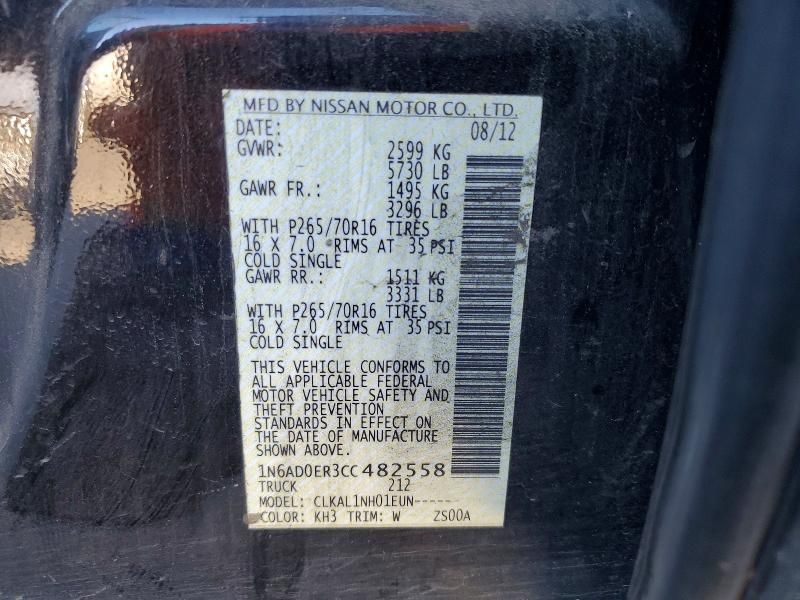 MFD BY NISSAN MOTOR CO., LTD.
DATE: 08/12
GVWR: 2599 KG
5730 LB
GAWR FR.: 1495 KG
3296 LB
WITH P265/70R16 TIRES
16 X 7.0 RIMS AT 35 PSI
COLD SINGLE
GAWR RR.: 1511 KG
3331 LB
WITH P265/70R16 TIRES
16 X 7.0 RIMS AT 35 PSI
COLD SINGLE
THIS VEHICLE CONFORMS TO
ALL APPLICABLE FEDERAL
MOTOR VEHICLE SAFETY AND
THEFT PREVENTION
STANDARDS IN EFFECT ON
THE DATE OF MANUFACTURE
SHOWN ABOVE.
1N6AD0ER3CC482558
TRUCK 212
MODEL: CLKAL1NH01EUN-----
COLOR: KH3 TRIM: W ZS00A